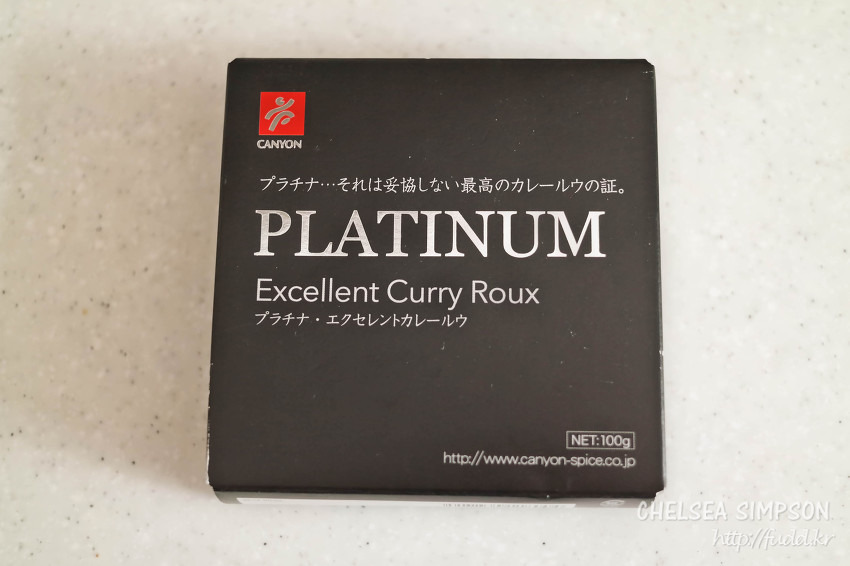 CANYON
プラチナ…それは妥協しない最高のカレールウの証。
PLATINUM
Excellent Curry Roux
プラチナ・エクセレントカレールウ
NET:100g
http://www.canyon-spice.co.jp
CHELSEA SIMPSON
http://fudd.kr